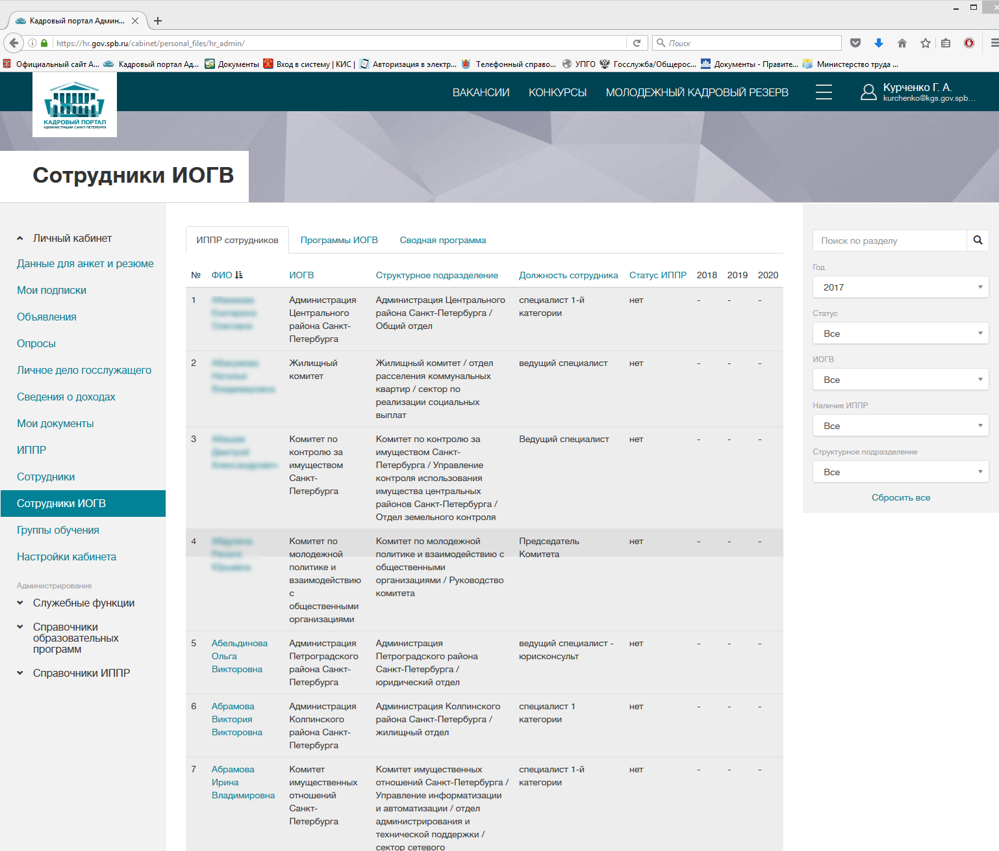 Кадровый портал Админ...
https://hr.gov.spb.ru/cabinet/personal_files/hr_admin/
Поиск
Официальный сайт А...
Кадровый портал Ад...
Документы
Вход в систему | КИС |
Авторизация в электр...
Телефонный справо...
УПГО
Госслужба/Общерос...
Документы - Правите...
Министерство труда ...
КАДРОВЫЙ ПОРТАЛ
АДМИНИСТРАЦИИ САНКТ-ПЕТЕРБУРГА
ВАКАНСИИ
КОНКУРСЫ
МОЛОДЕЖНЫЙ КАДРОВЫЙ РЕЗЕРВ
Курченко Г. А.
kurchenko@kgs.gov.spb...
Сотрудники ИОГВ
Личный кабинет
Данные для анкет и резюме
Мои подписки
Объявления
Опросы
Личное дело госслужащего
Сведения о доходах
Мои документы
ИППР
Сотрудники
Сотрудники ИОГВ
Группы обучения
Настройки кабинета
Администрирование
Служебные функции
Справочники
образовательных
программ
Справочники ИППР
ИППР сотрудников
Программы ИОГВ
Сводная программа
№ ФИО ИОГВ Структурное подразделение Должность сотрудника Статус ИППР 2018 2019 2020
1
Администрация
Центрального
района Санкт-
Петербурга
Администрация Центрального
района Санкт-Петербурга /
Общий отдел
специалист 1-й
категории
нет - - -
2
Жилищный
комитет
Жилищный комитет / отдел
расселения коммунальных
квартир / сектор по
реализации социальных
выплат
ведущий специалист
нет - - -
3
Комитет по
контролю за
имуществом
Санкт-
Петербурга
Комитет по контролю за
имуществом Санкт-
Петербурга / Управление
контроля использования
имущества центральных
районов Санкт-Петербурга /
Отдел земельного контроля
Ведущий специалист
нет - - -
4
Комитет по
молодежной
политике и
взаимодействию
с
общественными
организациями
Комитет по молодежной
политике и взаимодействию с
общественными
организациями / Руководство
комитета
Председатель
Комитета
нет - - -
5
Абельдинова
Ольга
Викторовна
Администрация
Петроградского
района Санкт-
Петербурга
Администрация
Петроградского района
Санкт-Петербурга /
юридический отдел
ведущий специалист -
юрисконсульт
нет - - -
6
Абрамова
Виктория
Викторовна
Администрация
Колпинского
района Санкт-
Петербурга
Администрация Колпинского
района Санкт-Петербурга /
жилищный отдел
специалист 1
категории
нет - - -
7
Абрамова
Ирина
Владимировна
Комитет
имущественных
отношений
Санкт-
Петербурга
Комитет имущественных
отношений Санкт-Петербурга /
Управление информатизации
и автоматизации / отдел
администрирования и
технической поддержки /
сектор сетевого
специалист 1-й
категории
нет - - -
Поиск по разделу
Год
2017
Статус
Все
ИОГВ
Все
Наличие ИППР
Все
Структурное подразделение
Все
Сбросить все